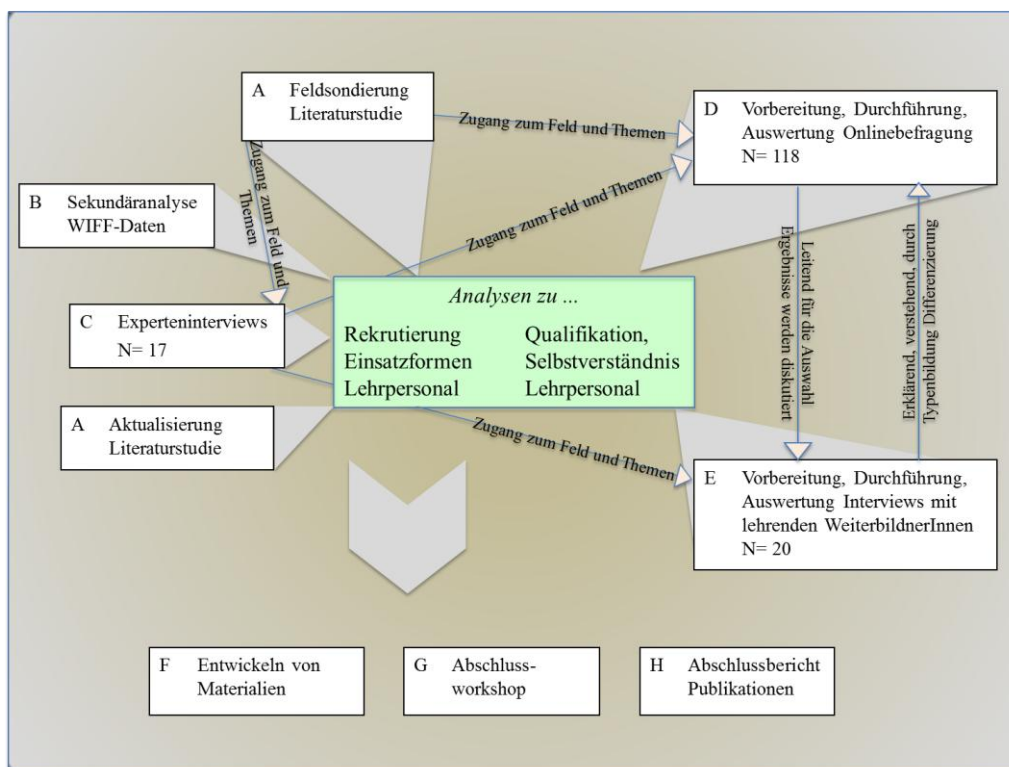 A Feldsondierung
Literaturstudie
Zugang zum Feld und Themen
D Vorbereitung, Durchführung,
Auswertung Onlinebefragung
N= 118
Zugang zum Feld und
Themen
B Sekundäranalyse
WIFF-Daten
Zugang zum Feld und Themen
C Experteninterviews
N= 17
Analysen zu ...
Rekrutierung
Einsatzformen
Lehrpersonal
Qualifikation,
Selbstverständnis
Lehrpersonal
Leitend für die Auswahl
Ergebnisse werden diskutiert
Erklärend, verstehend, durch
Typenbildung Differenzierung
A Aktualisierung
Literaturstudie
Zugang zum Feld und Themen
E Vorbereitung, Durchführung,
Auswertung Interviews mit
lehrenden WeiterbildnerInnen
N= 20
F Entwickeln von
Materialien
G Abschluss-
workshop
H Abschlussbericht
Publikationen